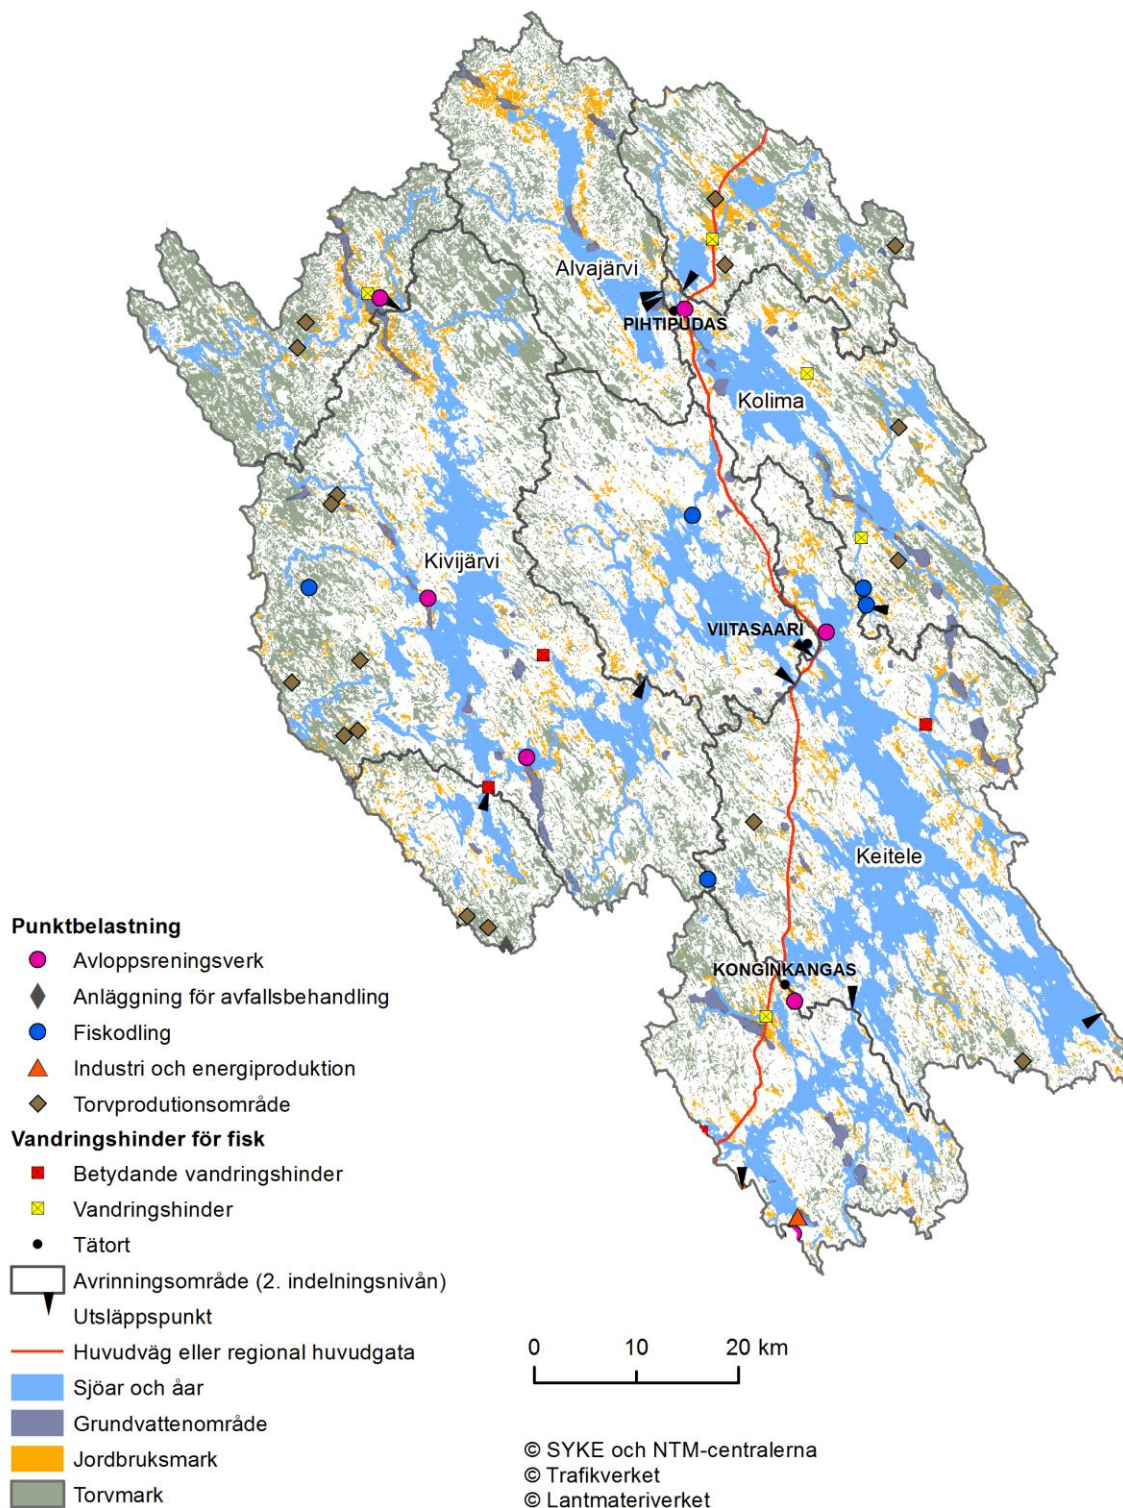 Alvajärvi
PIHTIPUDAS
Kolima
Kivijärvi
VIITASAARI
Keitele
KONGINKANGAS
Punktbelastning
Avloppsreningsverk
Anläggning för avfallsbehandling
Fiskodling
Industri och energiproduktion
Torvprodutionsområde
Vandringshinder för fisk
Betydande vandringshinder
Vandringshinder
Tätort
Avrinningsområde (2. indelningsnivån)
Utsläppspunkt
Huvudväg eller regional huvudgata
Sjöar och åar
Grundvattenområde
Jordbruksmark
Torvmark
0 10 20 km
© SYKE och NTM-centralerna
© Trafikverket
© Lantmateriverket